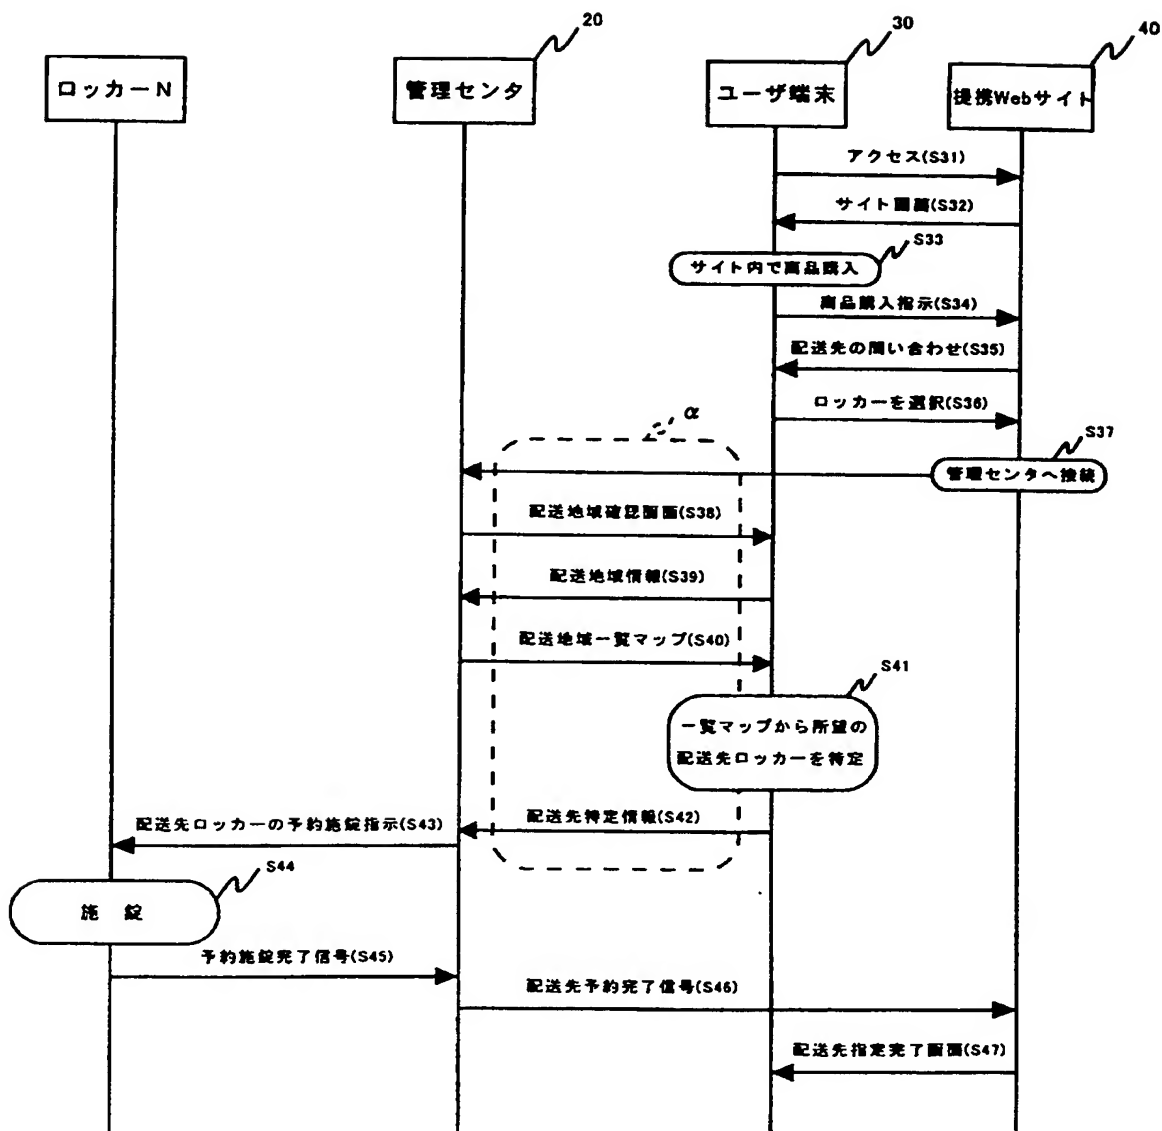 20
30
40
ロッカーN
管理センタ
ユーザ端末
提携Webサイト
アクセス(S31)
サイト画面(S32)
S33
サイト内で商品購入
商品購入指示(S34)
配送先の問い合わせ(S35)
ロッカーを選択(S36)
α
S37
管理センタへ接続
配送地域確認画面(S38)
配送地域情報(S39)
配送地域一覧マップ(S40)
S41
一覧マップから所望の
配送先ロッカーを特定
配送先特定情報(S42)
配送先ロッカーの予約施錠指示(S43)
S44
施 錠
予約施錠完了信号(S45)
配送先予約完了信号(S46)
配送先指定完了画面(S47)